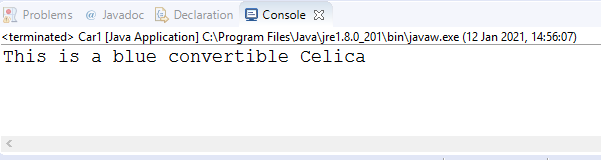 Problems @ Javadoc Declaration Console
<terminated> Car1 [Java Application] C:\Program Files\Java\jre1.8.0_201\bin\javaw.exe (12 Jan 2021, 14:56:07)
This is a blue convertible Celica